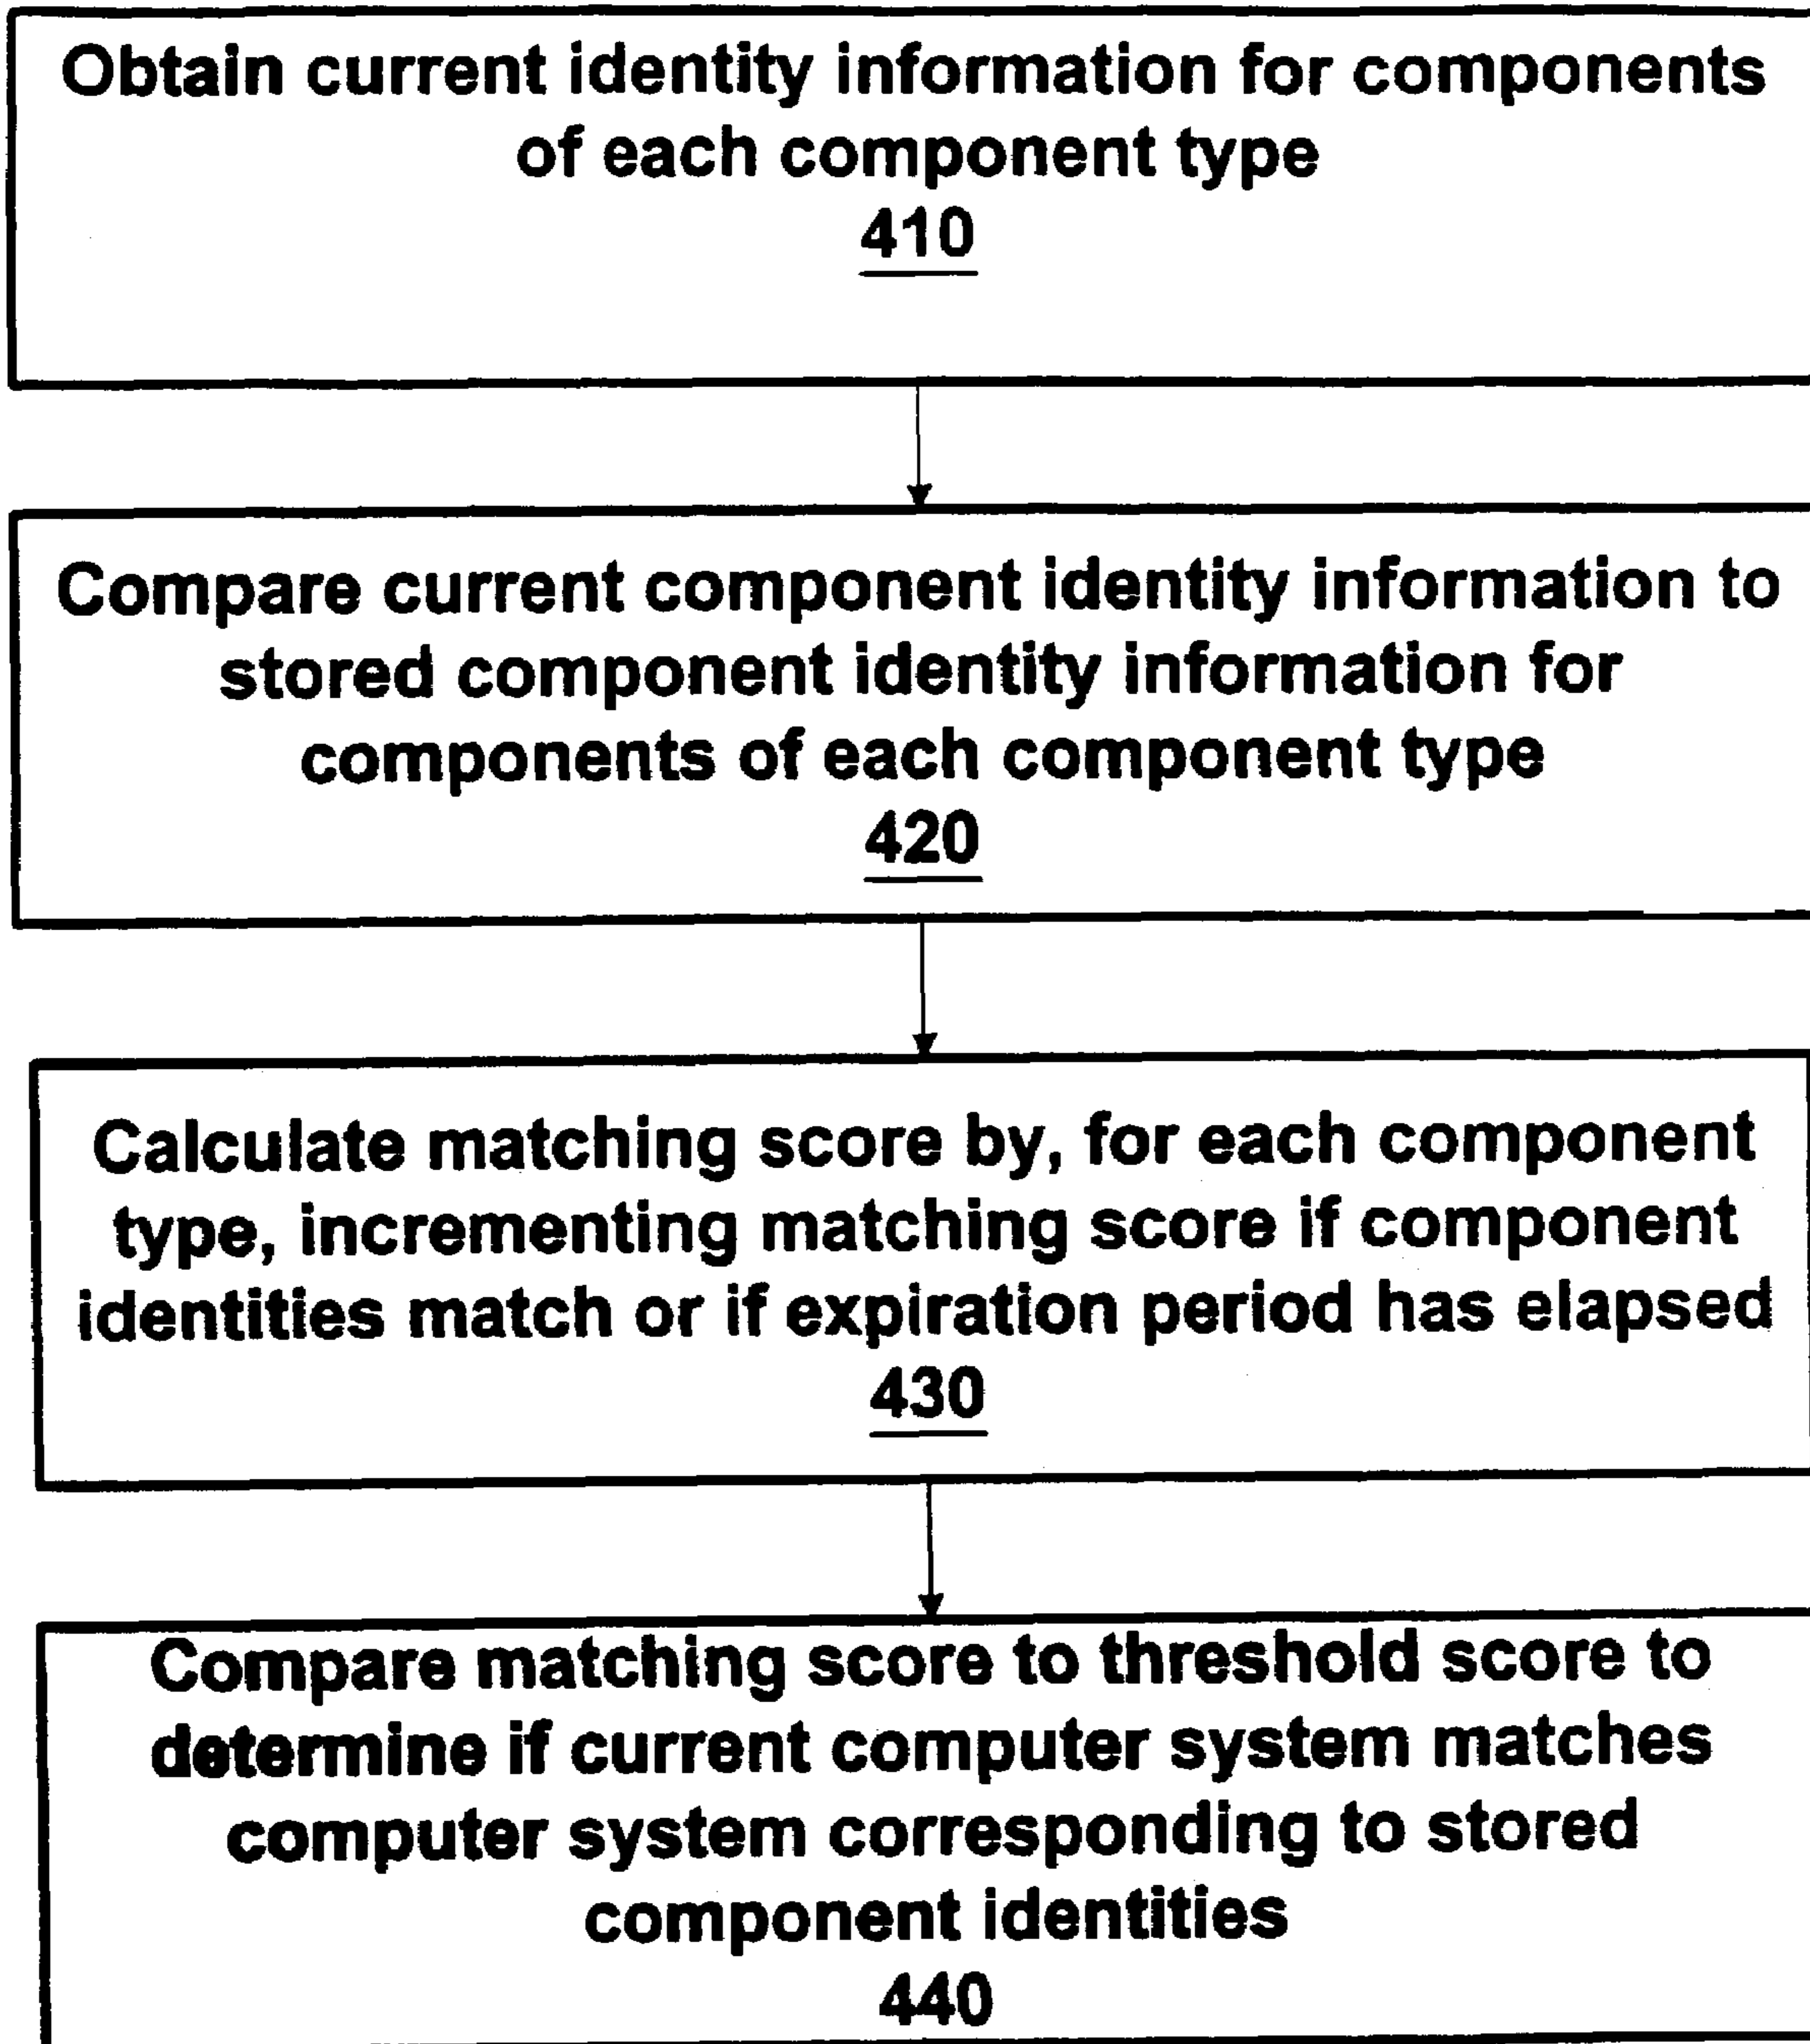 Obtain current identity information for components
of each component type
410
Compare current component identity information to
stored component identity information for
components of each component type
420
Calculate matching score by, for each component
type, incrementing matching score if component
identities match or if expiration period has elapsed
430
Compare matching score to threshold score to
determine if current computer system matches
computer system corresponding to stored
component identities
440